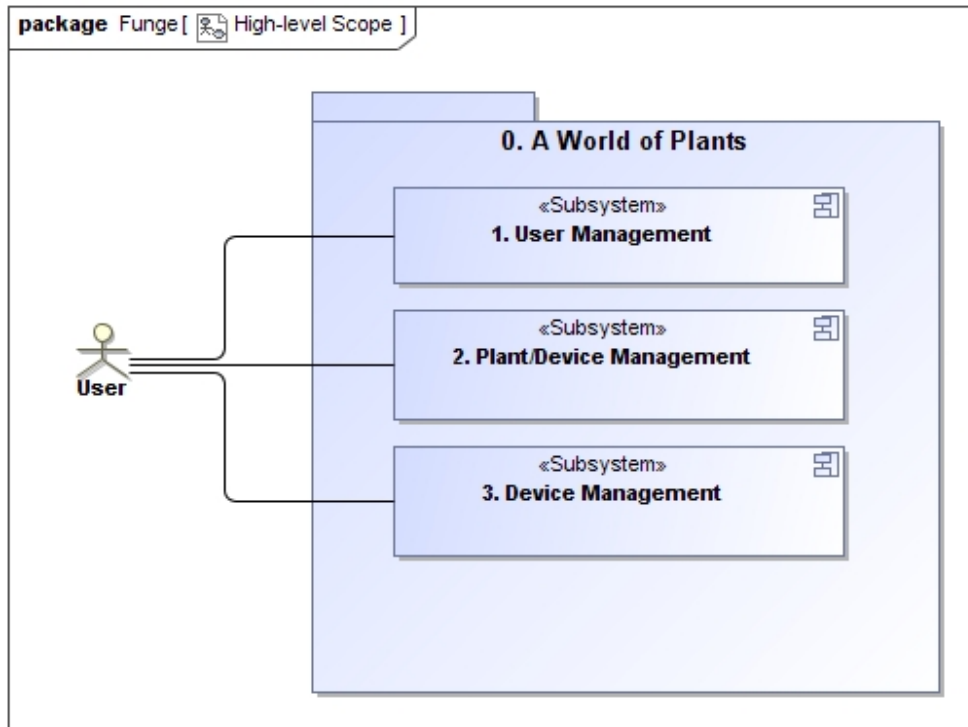 package Funge[ High-level Scope ]
0. A World of Plants
«Subsystem»
1. User Management
«Subsystem»
2. Plant/Device Management
«Subsystem»
3. Device Management
User